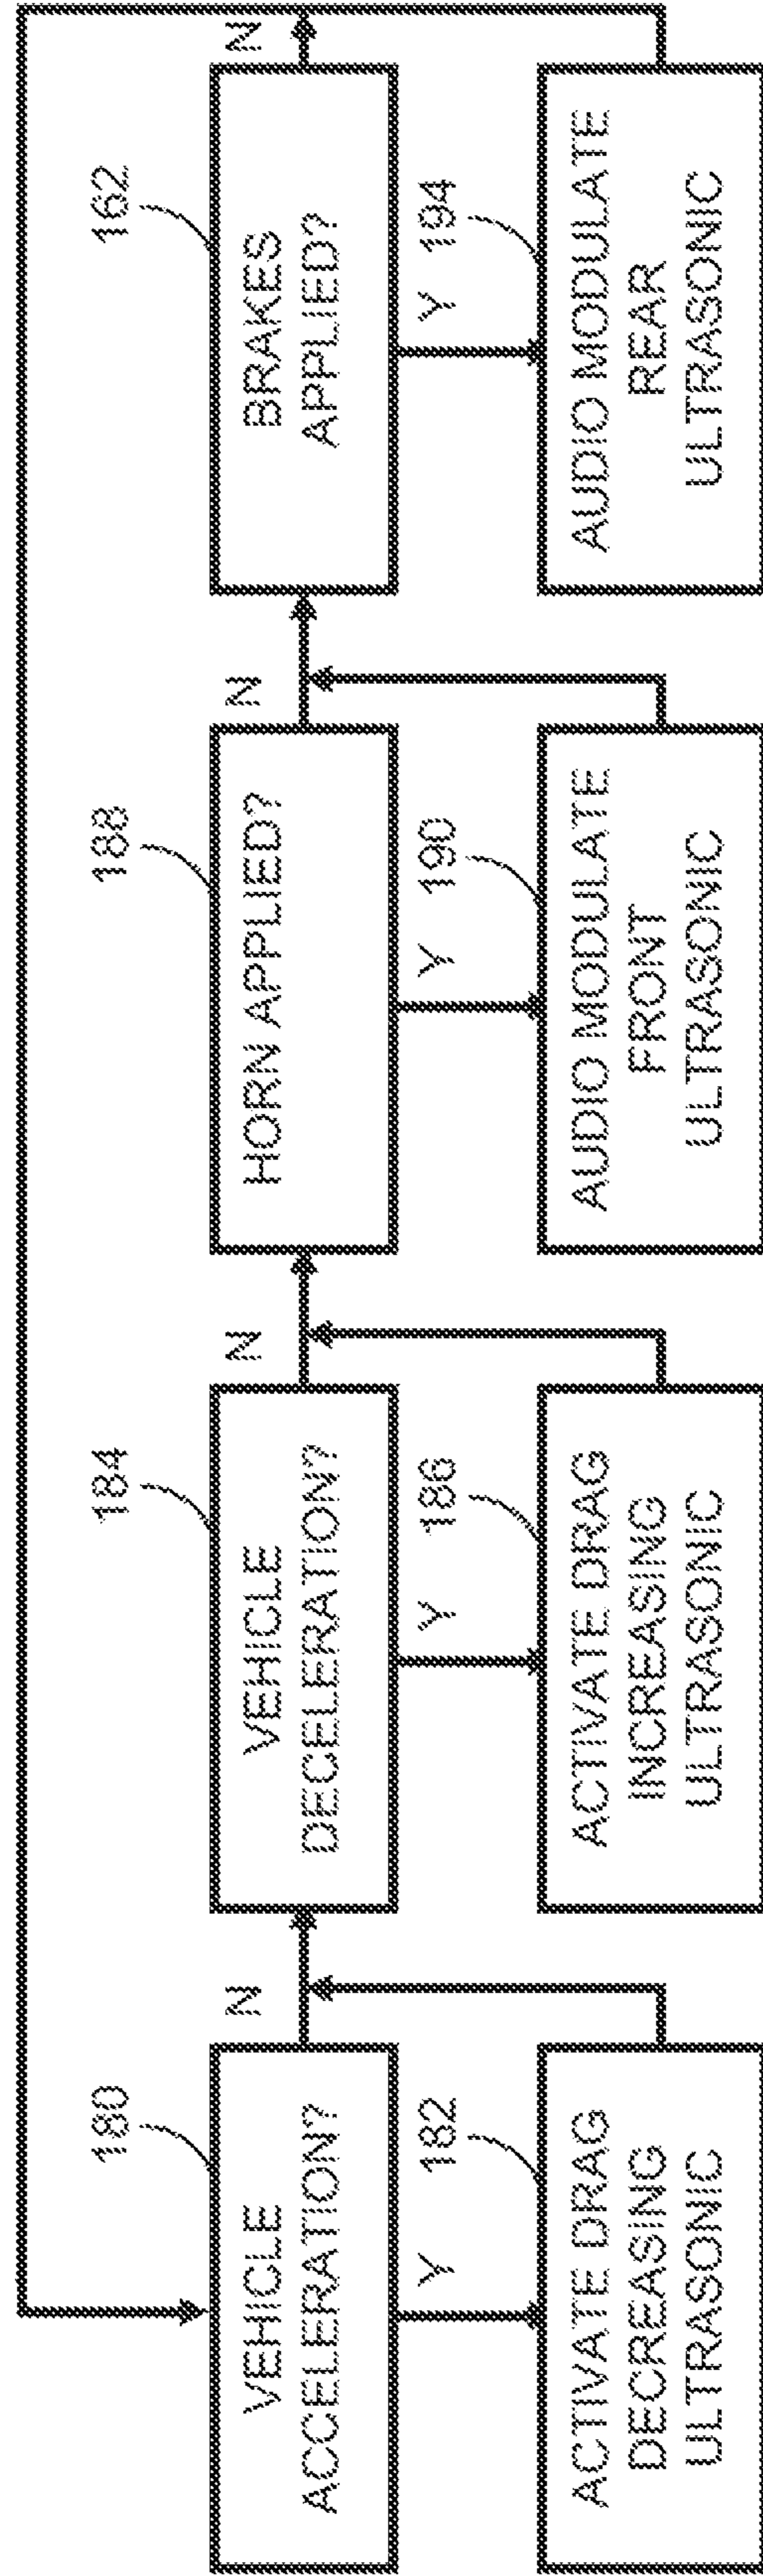 180
VEHICLE
ACCELERATION?
N
Y
182
ACTIVATE DRAG
DECREASING
ULTRASONIC
184
VEHICLE
DECELERATION?
N
Y
186
ACTIVATE DRAG
INCREASING
ULTRASONIC
188
HORN APPLIED?
N
Y
190
AUDIO MODULATE
FRONT
ULTRASONIC
162
BRAKES
APPLIED?
N
Y
194
AUDIO MODULATE
REAR
ULTRASONIC